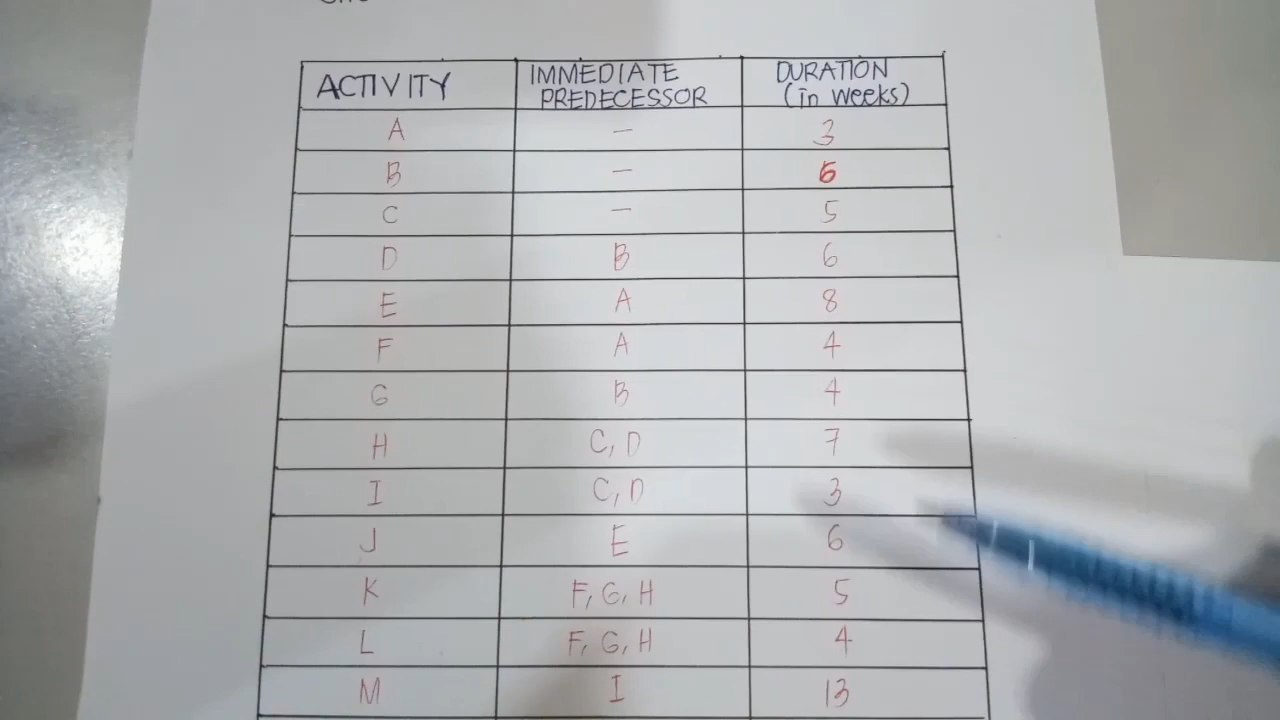 ACTIVITY IMMEDIATE PREDECESSOR DURATION (in weeks)
A – 3
B – 6
C – 5
D B 6
E A 8
F A 4
G B 4
H C, D 7
I C, D 3
J E 6
K F, G, H 5
L F, G, H 4
M I 13